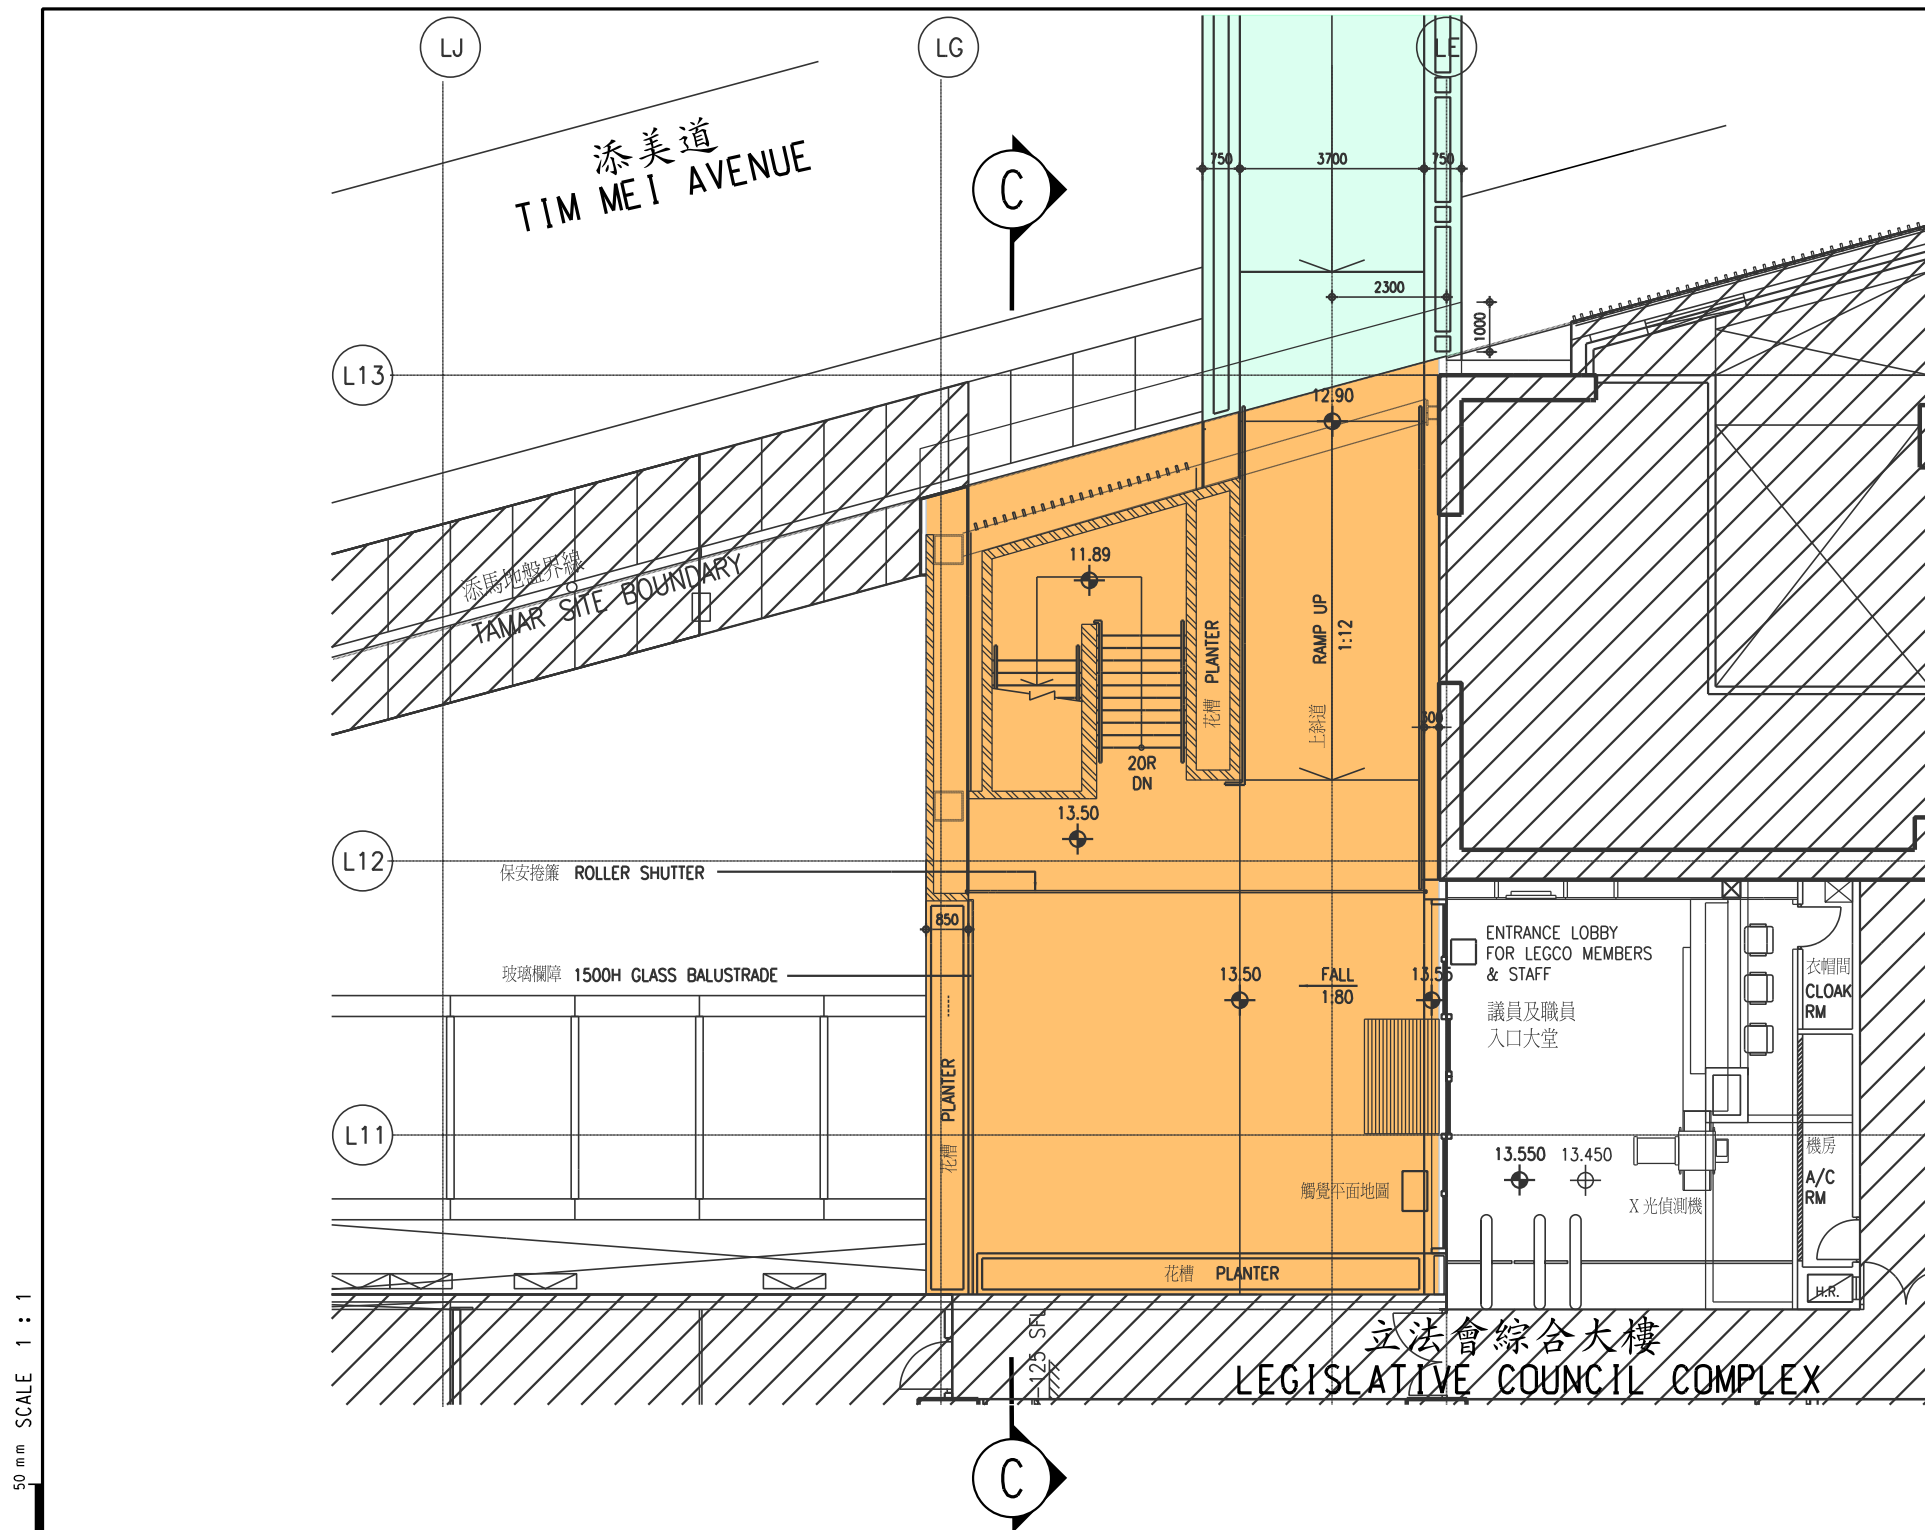 LJ
LG
LE
添美道
TIM MEI AVENUE
C
750
3700
750
2300
1000
L13
12.90
添馬地盤界線
TAMAR SITE BOUNDARY
11.89
花槽 PLANTER
上斜道
RAMP UP
1:12
300
20R
DN
13.50
L12
保安捲簾 ROLLER SHUTTER
850
玻璃欄障 1500H GLASS BALUSTRADE
13.50
FALL
1:80
13.55
ENTRANCE LOBBY
FOR LEGCO MEMBERS
& STAFF
議員及職員
入口大堂
衣帽間
CLOAK
RM
花槽 PLANTER
L11
13.550
13.450
機房
A/C
RM
觸覺平面地圖
X 光偵測機
花槽 PLANTER
H.R.
-125 SFL
立法會綜合大樓
LEGISLATIVE COUNCIL COMPLEX
C
50 mm SCALE 1 : 1